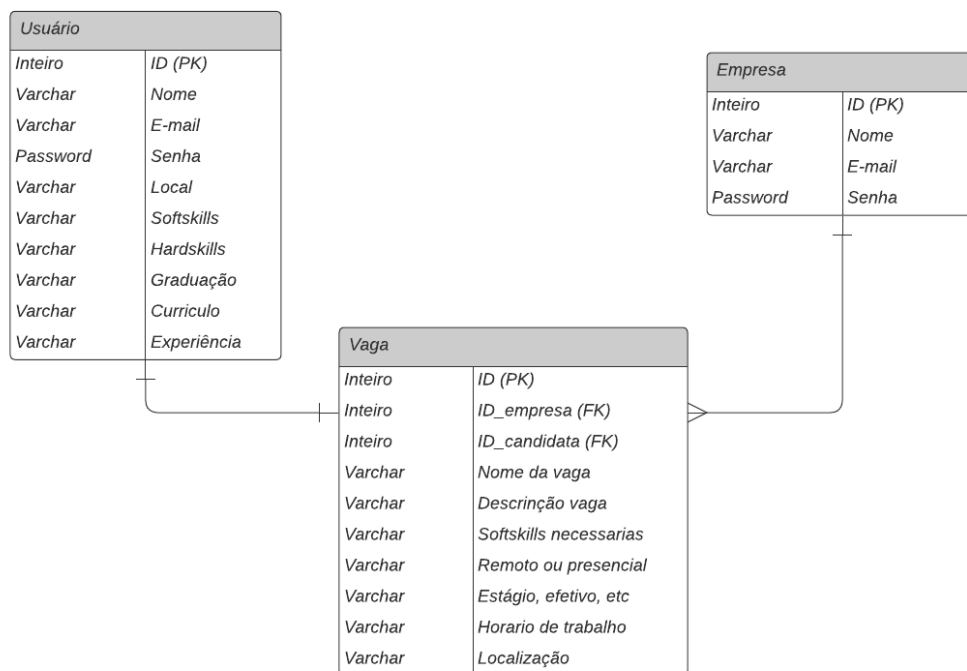 Usuário
Inteiro ID (PK)
Varchar Nome
Varchar E-mail
Password Senha
Varchar Local
Varchar Softskills
Varchar Hardskills
Varchar Graduação
Varchar Curriculo
Varchar Experiência
Empresa
Inteiro ID (PK)
Varchar Nome
Varchar E-mail
Password Senha
Vaga
Inteiro ID (PK)
Inteiro ID_empresa (FK)
Inteiro ID_candidata (FK)
Varchar Nome da vaga
Varchar Descrinção vaga
Varchar Softskills necessarias
Varchar Remoto ou presencial
Varchar Estágio, efetivo, etc
Varchar Horario de trabalho
Varchar Localização